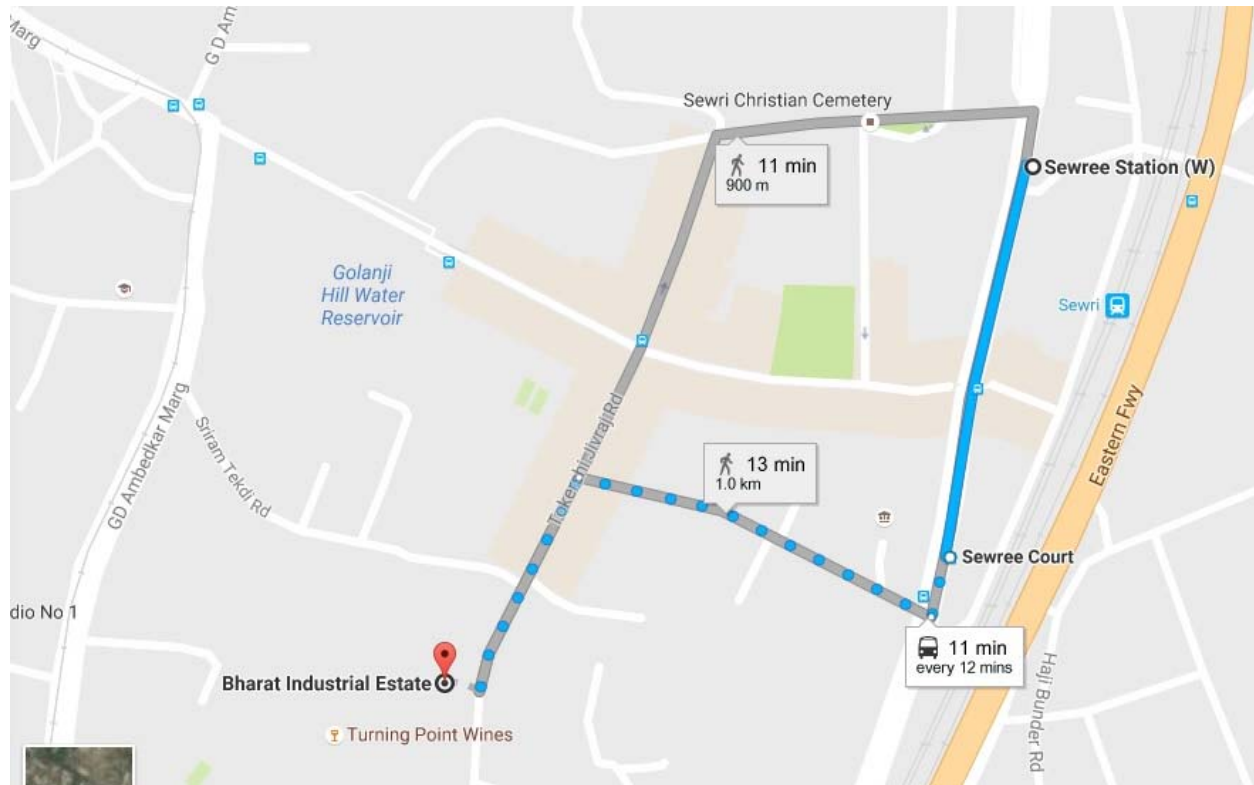 Marg
G D Am
Sewri Christian Cemetery
11 min
900 m
Sewree Station (W)
Golanji
Hill Water
Reservoir
Sewri
Eastern Fwy
GD Ambedkar Marg
Sriram Tekdi Rd
Tokershi Jivraj Rd
13 min
1.0 km
Sewree Court
dio No 1
11 min
every 12 mins
Haji Bunder Rd
Bharat Industrial Estate
Turning Point Wines